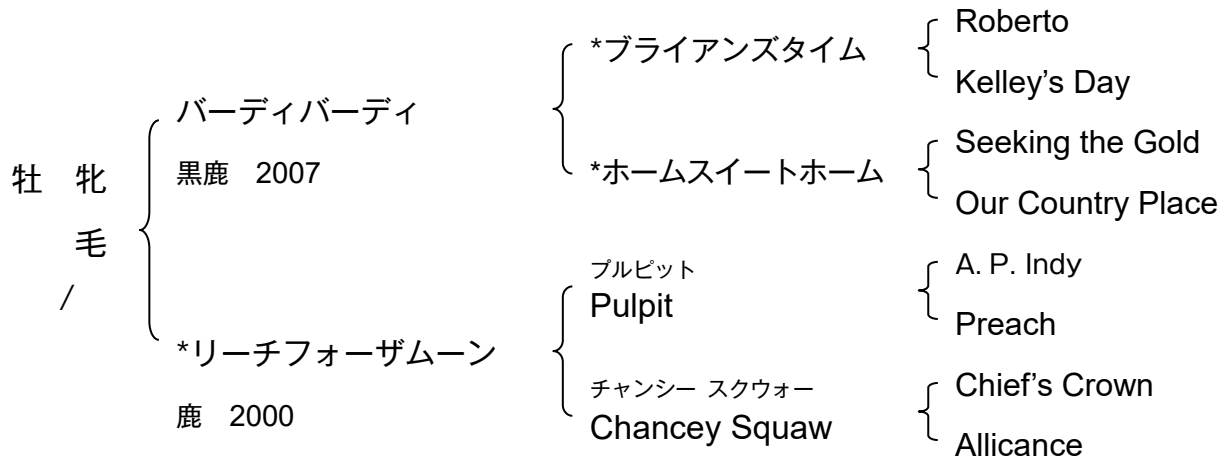 牡 牝
毛
/
バーディバーディ
黒鹿 2007
*リーチフォーザムーン
鹿 2000
*ブライアンズタイム
*ホームスイートホーム
プルピット
Pulpit
チャンシー スクウォー
Chancey Squaw
Roberto
Kelley’s Day
Seeking the Gold
Our Country Place
A. P. Indy
Preach
Chief’s Crown
Allicance